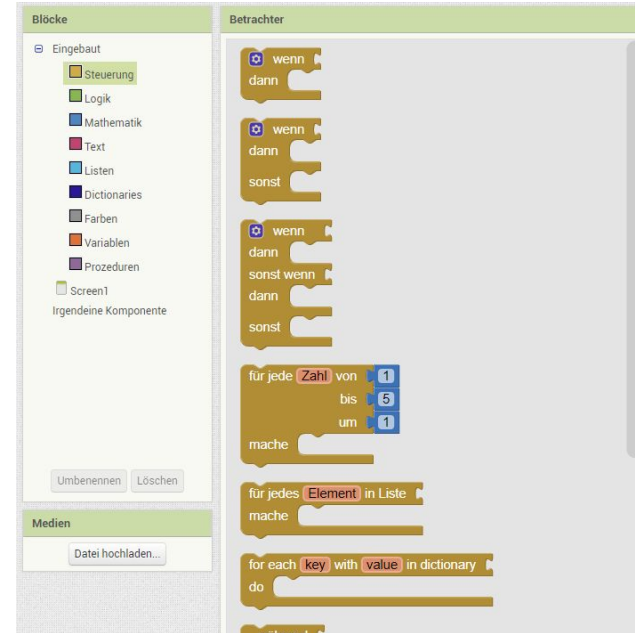 Blöcke
Eingebaut
Steuerung
Logik
Mathematik
Text
Listen
Dictionaries
Farben
Variablen
Prozeduren
Screen1
Irgendeine Komponente
Umbenennen Löschen
Medien
Datei hochladen...
Betrachter
wenn
dann
wenn
dann
sonst
wenn
dann
sonst wenn
dann
sonst
für jede Zahl von 1
bis 5
um 1
mache
für jedes Element in Liste
mache
for each key with value in dictionary
do